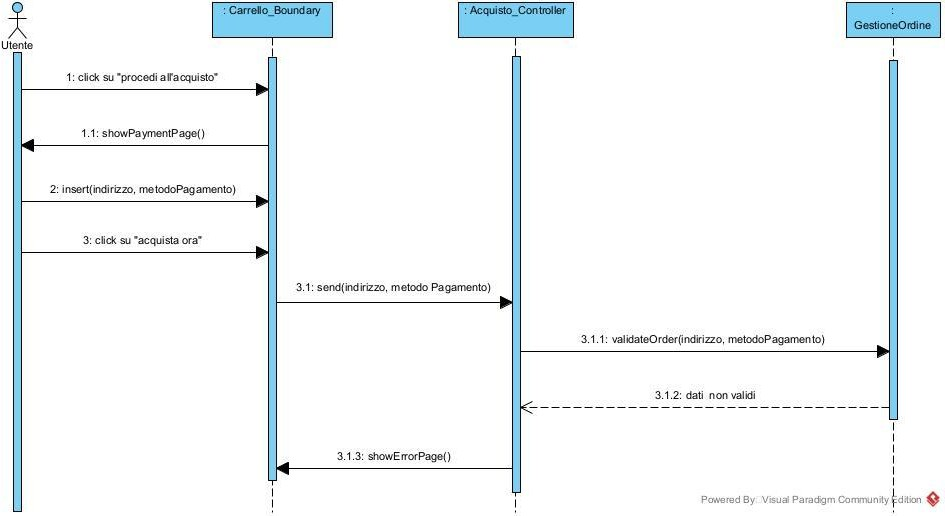 : Carrello_Boundary
: Acquisto_Controller
:
GestioneOrdine
Utente
1: click su "procedi all'acquisto"
1.1: showPaymentPage()
2: insert(indirizzo, metodoPagamento)
3: click su "acquista ora"
3.1: send(indirizzo, metodo Pagamento)
3.1.1: validateOrder(indirizzo, metodoPagamento)
3.1.2: dati  non validi
3.1.3: showErrorPage()
Powered By Visual Paradigm Community Edition